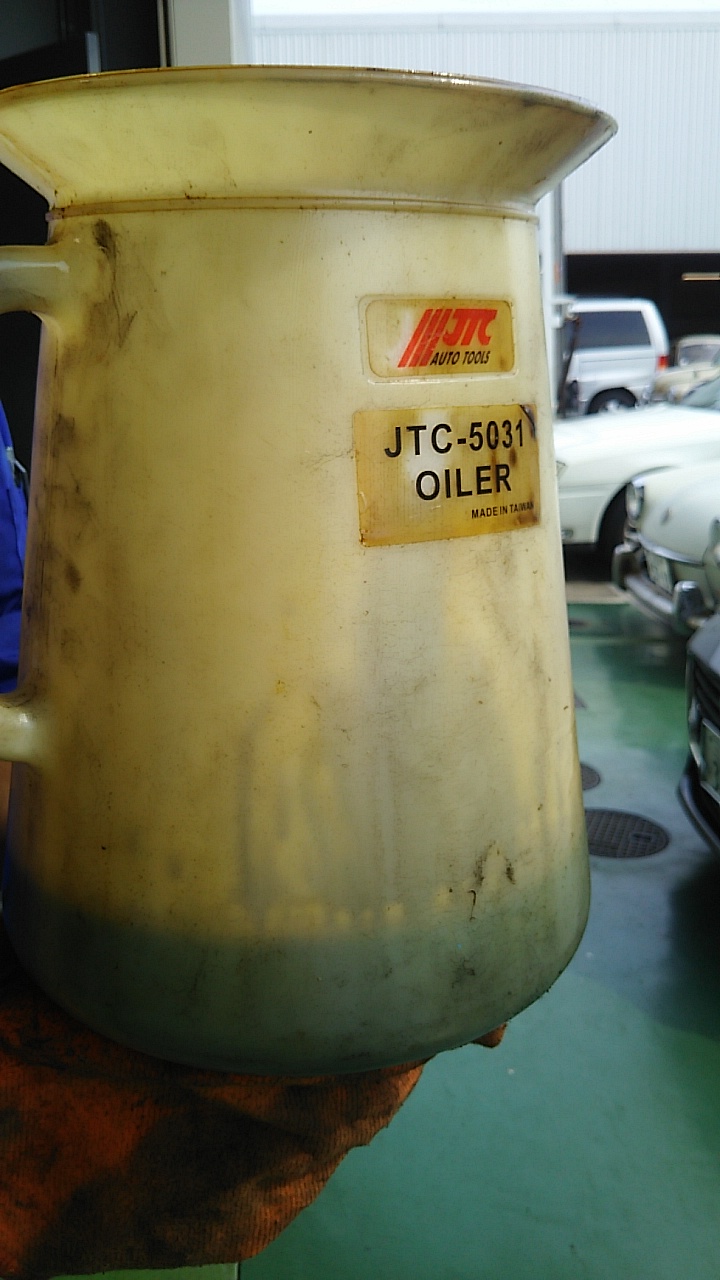 JTC
AUTO TOOLS
JTC-5031
OILER
MADE IN TAIWAN